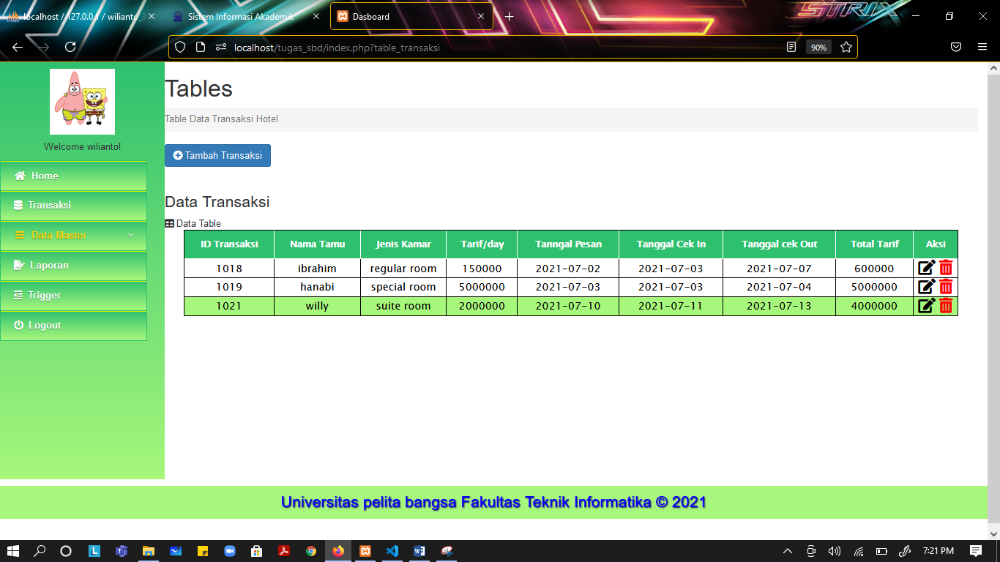 STRIX
localhost / 127.0.0.1 / wilianto_
Sistem Informasi Akademik
Dasboard
localhost/tugas_sbd/index.php?table_transaksi
90%
Welcome wilianto!
Home
Transaksi
Data Master
Laporan
Trigger
Logout
Tables
Table Data Transaksi Hotel
Tambah Transaksi
Data Transaksi
Data Table
ID Transaksi Nama Tamu Jenis Kamar Tarif/day Tanngal Pesan Tanggal Cek In Tanggal cek Out Total Tarif Aksi
1018 ibrahim regular room 150000 2021-07-02 2021-07-03 2021-07-07 600000
1019 hanabi special room 5000000 2021-07-03 2021-07-03 2021-07-04 5000000
1021 willy suite room 2000000 2021-07-10 2021-07-11 2021-07-13 4000000
Universitas pelita bangsa Fakultas Teknik Informatika © 2021
7:21 PM